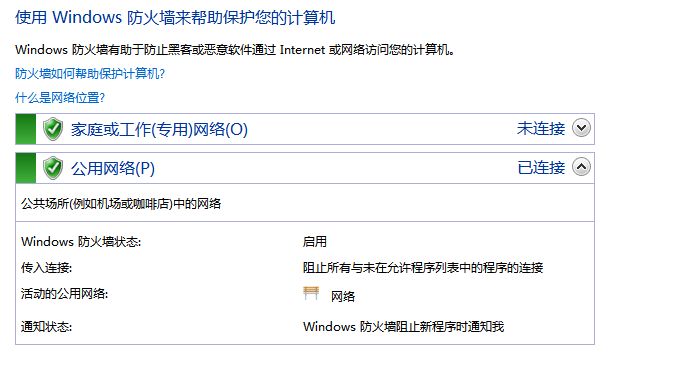 使用 Windows 防火墙来帮助保护您的计算机
Windows 防火墙有助于防止黑客或恶意软件通过 Internet 或网络访问您的计算机。
防火墙如何帮助保护计算机?
什么是网络位置?
家庭或工作(专用)网络(O) 未连接
公用网络(P) 已连接
公共场所(例如机场或咖啡店)中的网络
Windows 防火墙状态: 启用
传入连接: 阻止所有与未在允许程序列表中的程序的连接
活动的公用网络: 网络
通知状态: Windows 防火墙阻止新程序时通知我